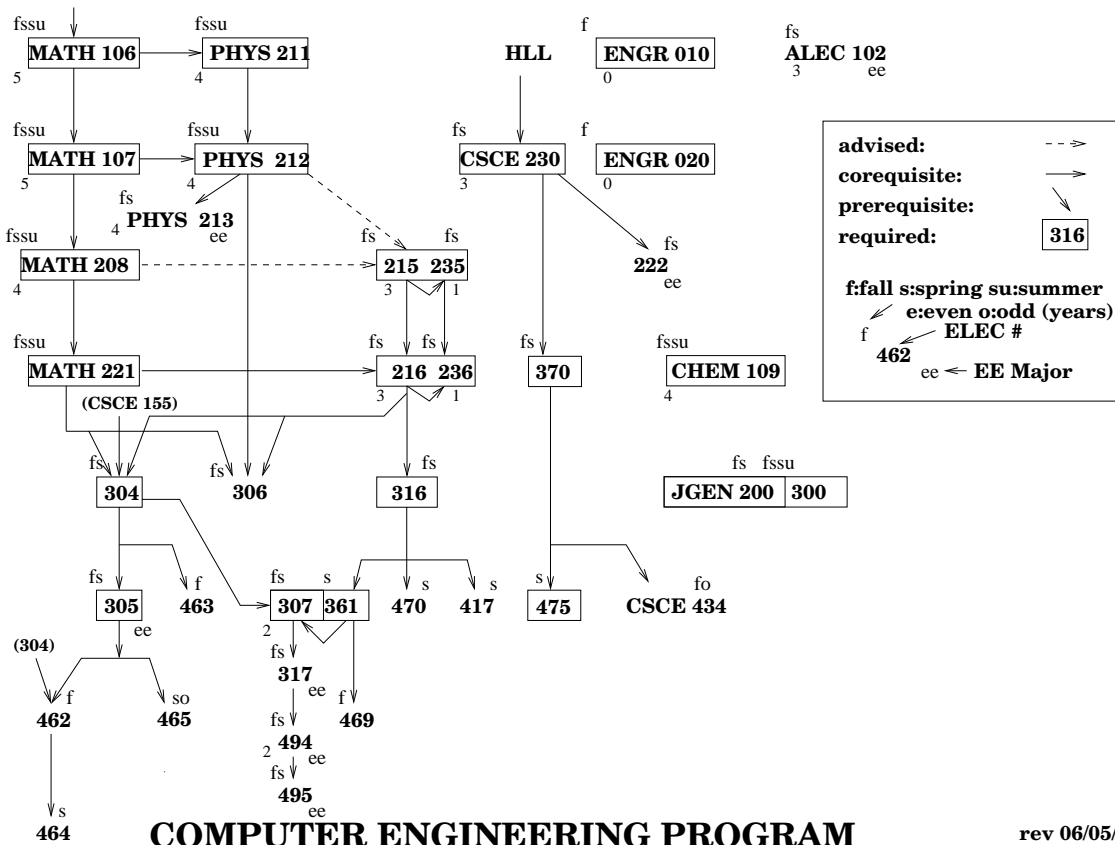 fssu fssu f fs
MATH 106 PHYS 211 HLL ENGR 010 ALEC 102
5 4 0 3 ee
fssu fssu fs f
MATH 107 PHYS 212 CSCE 230 ENGR 020
5 4 3 0
advised:
corequisite:
prerequisite:
required: 316
f:fall s:spring su:summer
e:even o:odd (years)
f ELEC #
462
ee EE Major
fs
4 PHYS 213
ee
fssu fs fs fs
MATH 208 215 235 222
4 3 1 ee
fssu fs fs fs fssu
MATH 221 216 236 370 CHEM 109
3 1 4
(CSCE 155)
fs fs fs fs fssu
304 306 316 JGEN 200 300
fs f fs s s s s fo
305 463 307 361 470 417 475 CSCE 434
ee 2
(304)
fs
317
ee
f so f
462 465 469
fs
494
2 ee
fs
495
ee
s
464
COMPUTER ENGINEERING PROGRAM
rev 06/05/